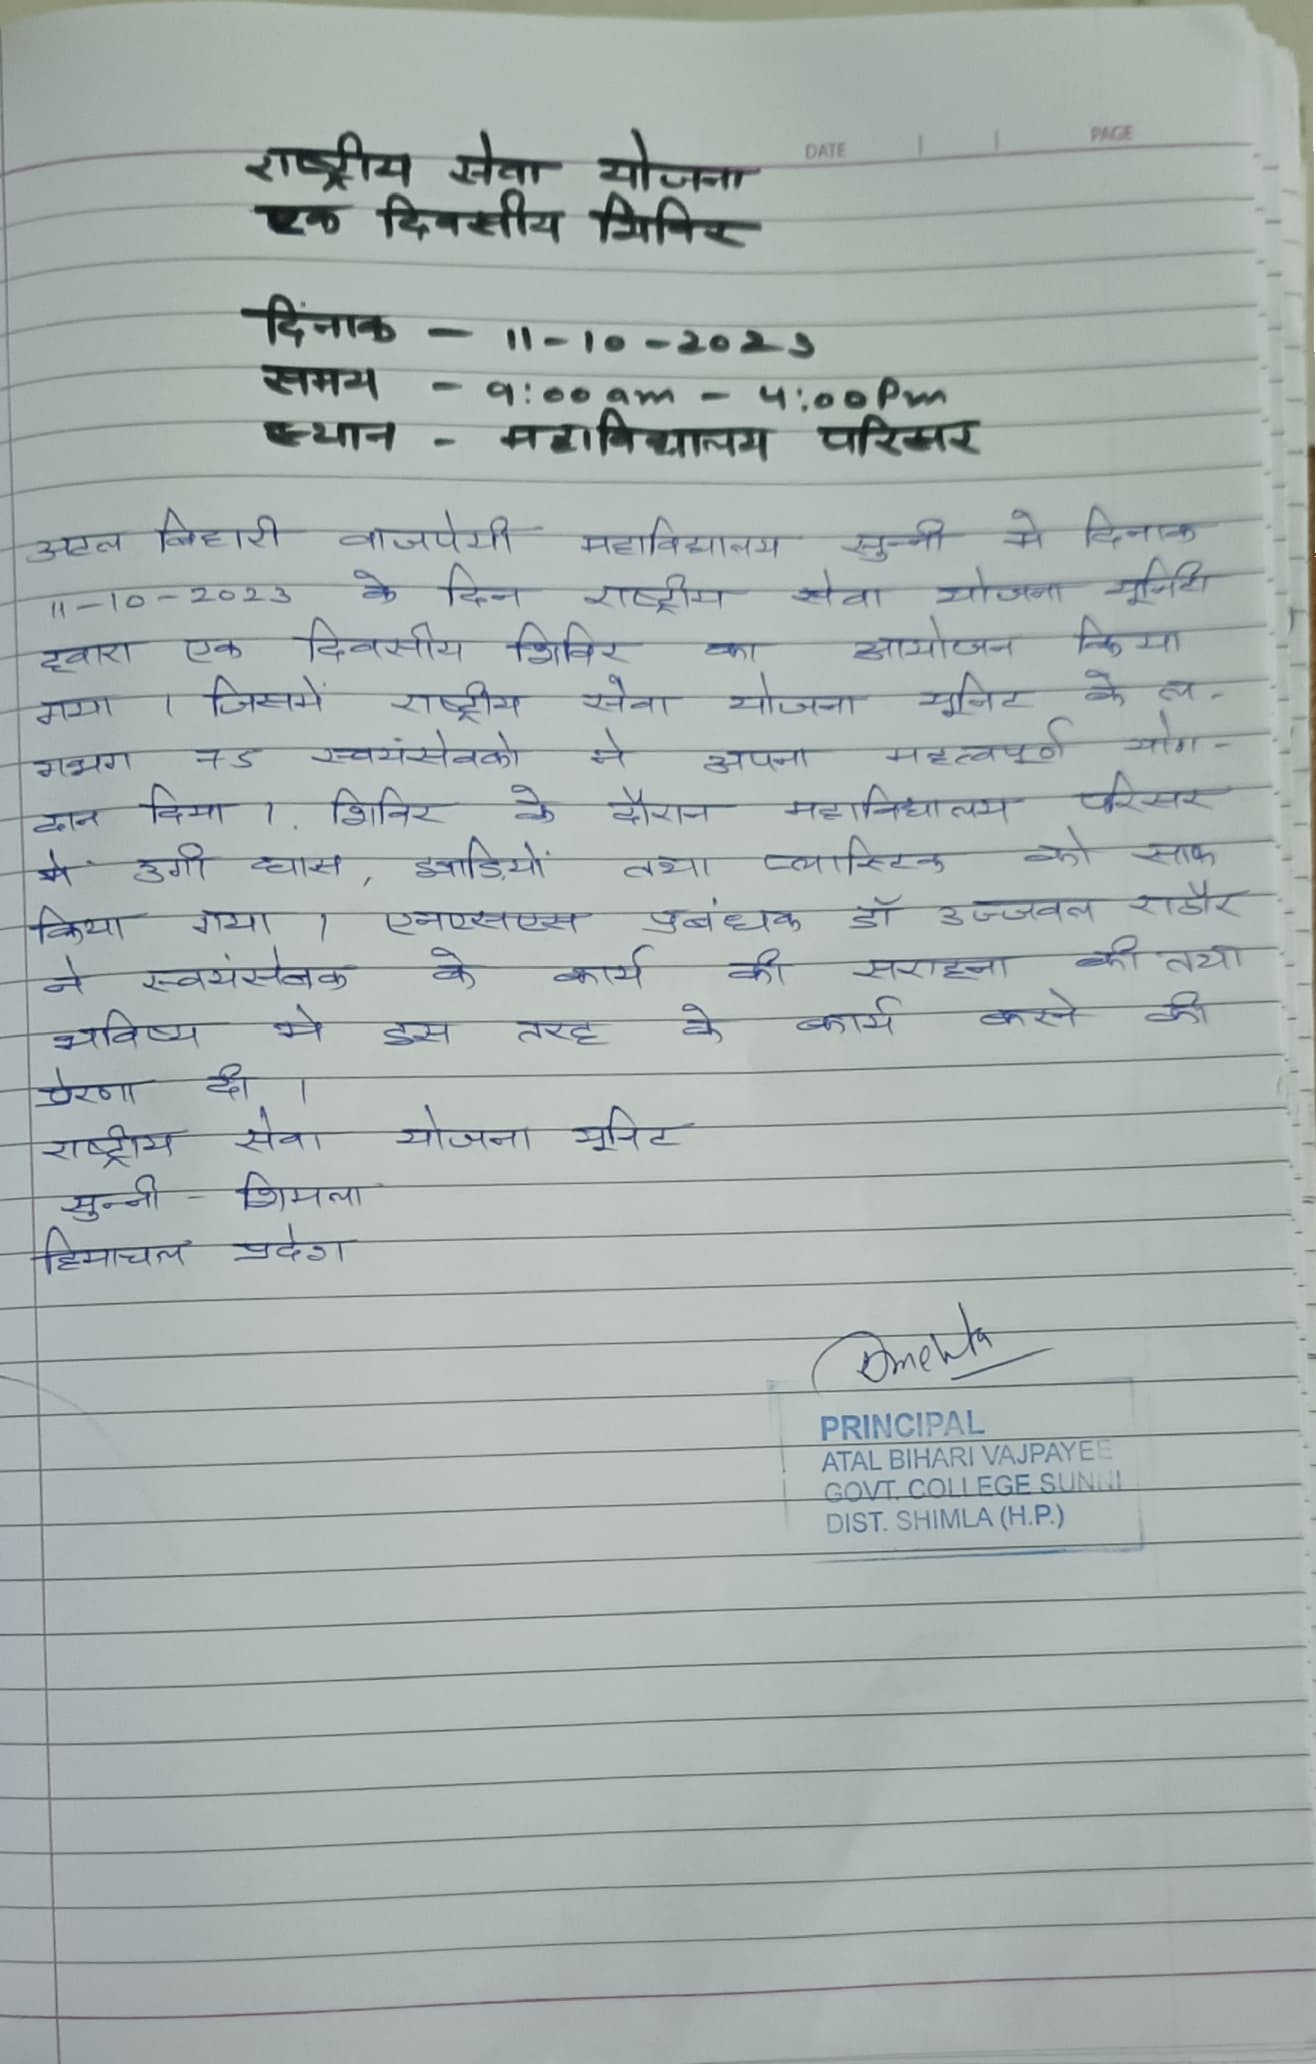 DATE PAGE
राष्ट्रीय सेवा योजना
एक दिवसीय शिविर
दिंनाक – 11-10-2023
समय – 9:00 am – 4:00 Pm
स्थान – महाविद्यालय परिसर
अटल बिहारी वाजपेयी महाविद्यालय सुन्नी मे दिनाक
11-10-2023 के दिन राष्ट्रीय सेवा योजना यूनिटि
द्वारा एक दिवसीय शिविर का आयोजन किया
गया । जिसमें राष्ट्रीय सेवा योजना यूनिट के ल-
गभग 75 स्वयंसेवको ने अपना महत्वपूर्ण योग-
दान दिया । शिविर के दौरान महाविद्यालय परिसर
मे उगी घास, झाड़ियों तथा प्लास्टिक को साफ
किया गया । एनएसएस प्रबंधक डॉ उज्जवल राठौर
ने स्वयंसेवक के कार्य की सराहना की तथा
भविष्य मे इस तरह के कार्य करने की
प्रेरणा दी ।
राष्ट्रीय सेवा योजना यूनिट
सुन्नी – शिमला
हिमाचल प्रदेश
Dmehta
PRINCIPAL
ATAL BIHARI VAJPAYEE
GOVT. COLLEGE SUNNI
DIST. SHIMLA (H.P.)